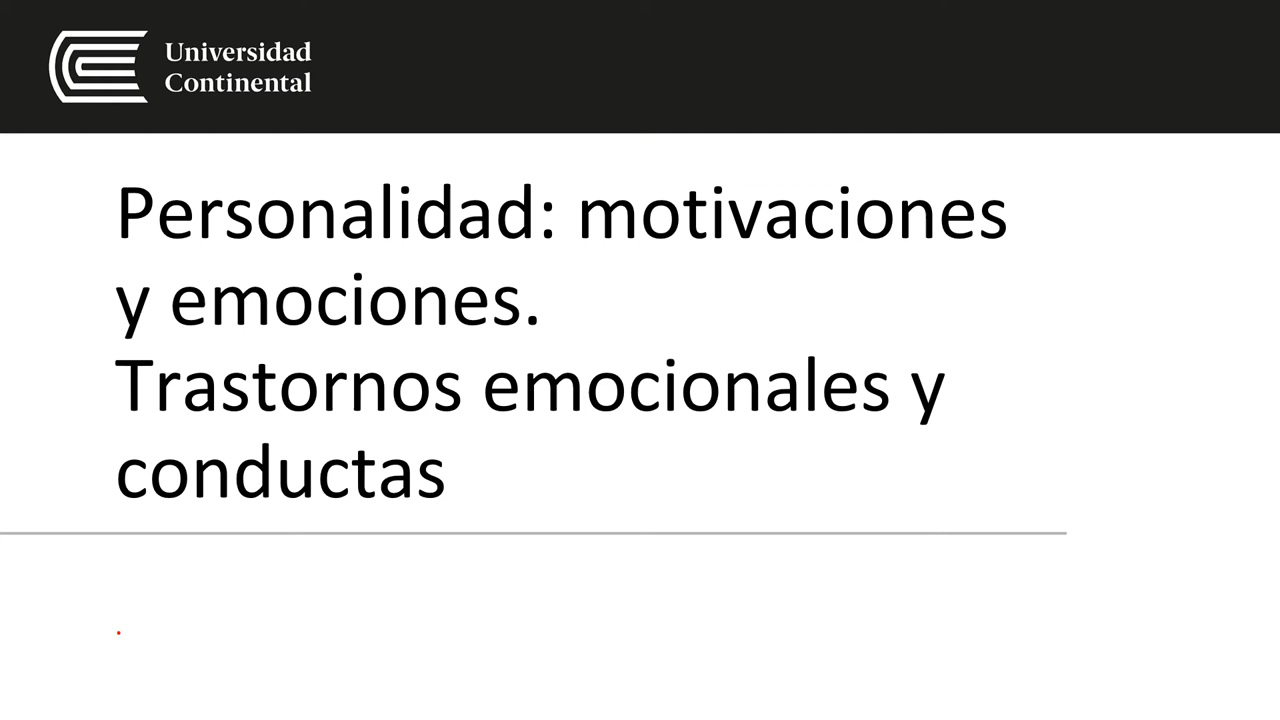 Universidad
Continental
Personalidad: motivaciones
y emociones.
Trastornos emocionales y
conductas
.